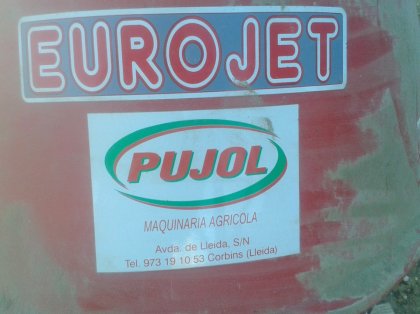 EUROJET
PUJOL
MAQUINARIA AGRICOLA
Avda. de Lleida, S/N
Tel. 973 19 10 53 Corbins (Lleida)